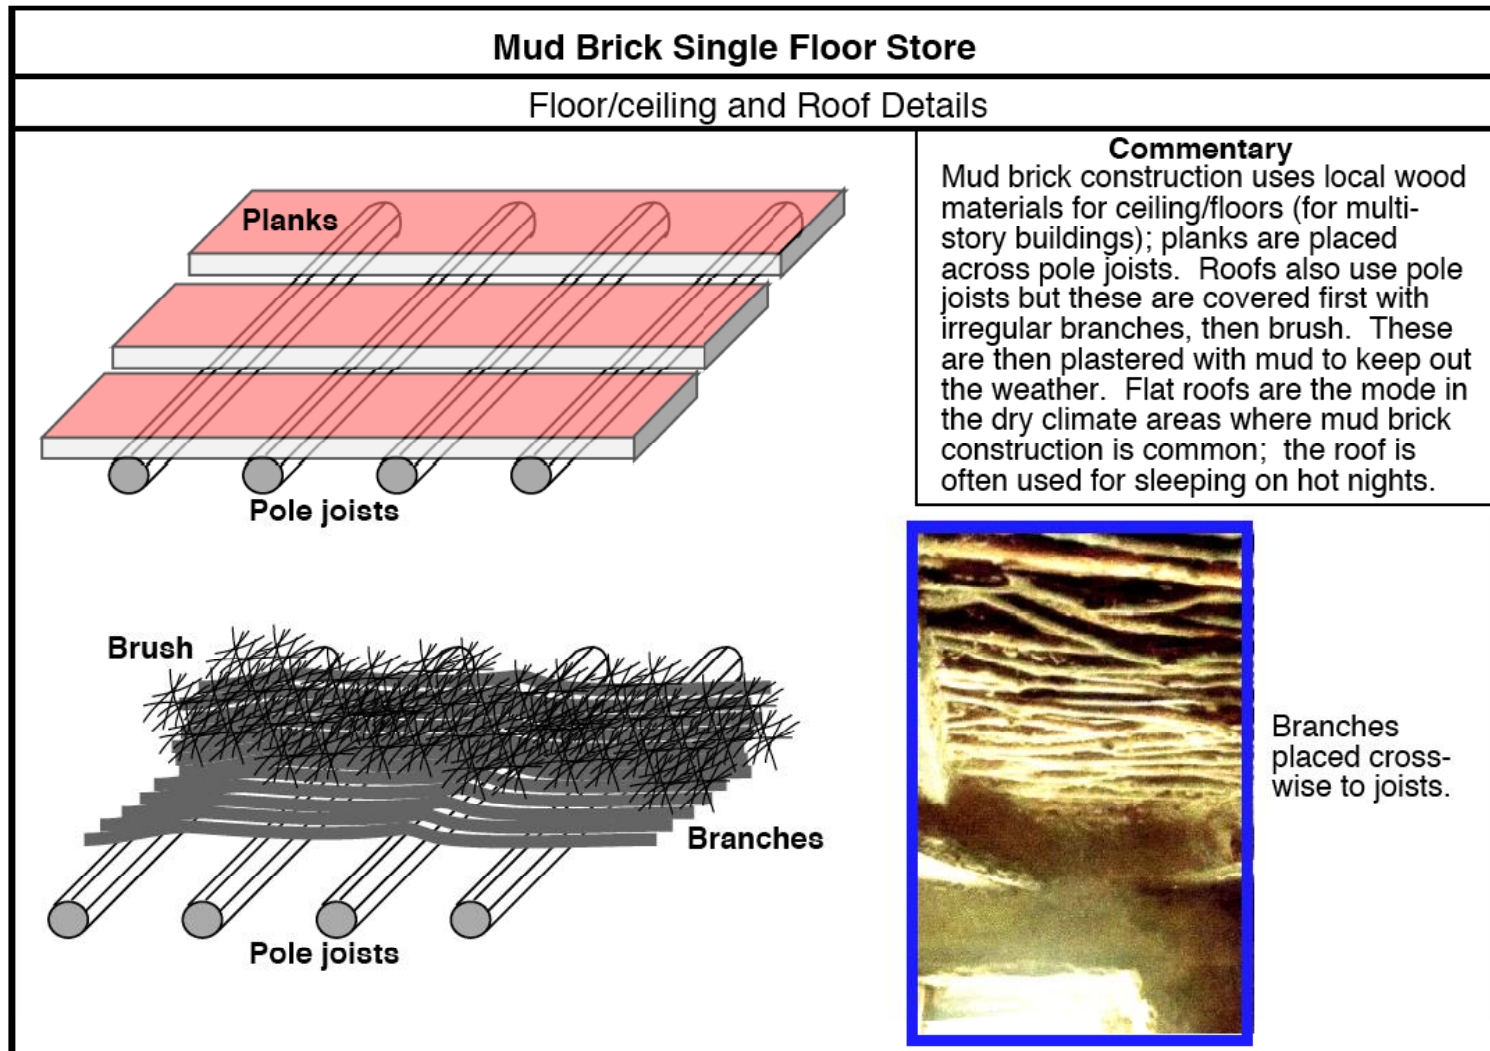 Mud Brick Single Floor Store
Floor/ceiling and Roof Details
Planks
Pole joists
Commentary
Mud brick construction uses local wood
materials for ceiling/floors (for multi-
story buildings); planks are placed
across pole joists.  Roofs also use pole
joists but these are covered first with
irregular branches, then brush.  These
are then plastered with mud to keep out
the weather.  Flat roofs are the mode in
the dry climate areas where mud brick
construction is common;  the roof is
often used for sleeping on hot nights.
Brush
Branches
Pole joists
Branches
placed cross-
wise to joists.